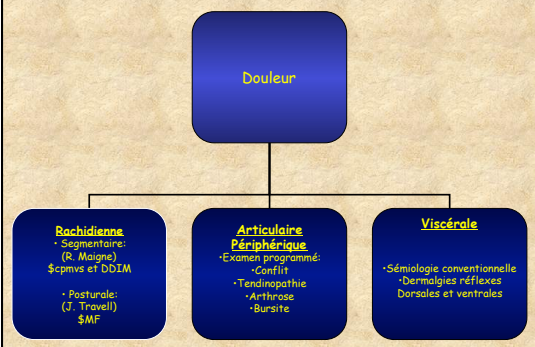 Douleur
Rachidienne
• Segmentaire:
(R. Maigne)
$cpmvs et DDIM
• Posturale:
(J. Travell)
$MF
Articulaire
Périphérique
•Examen programmé:
•Conflit
•Tendinopathie
•Arthrose
•Bursite
Viscérale
•Sémiologie conventionnelle
•Dermalgies réflexes
Dorsales et ventrales